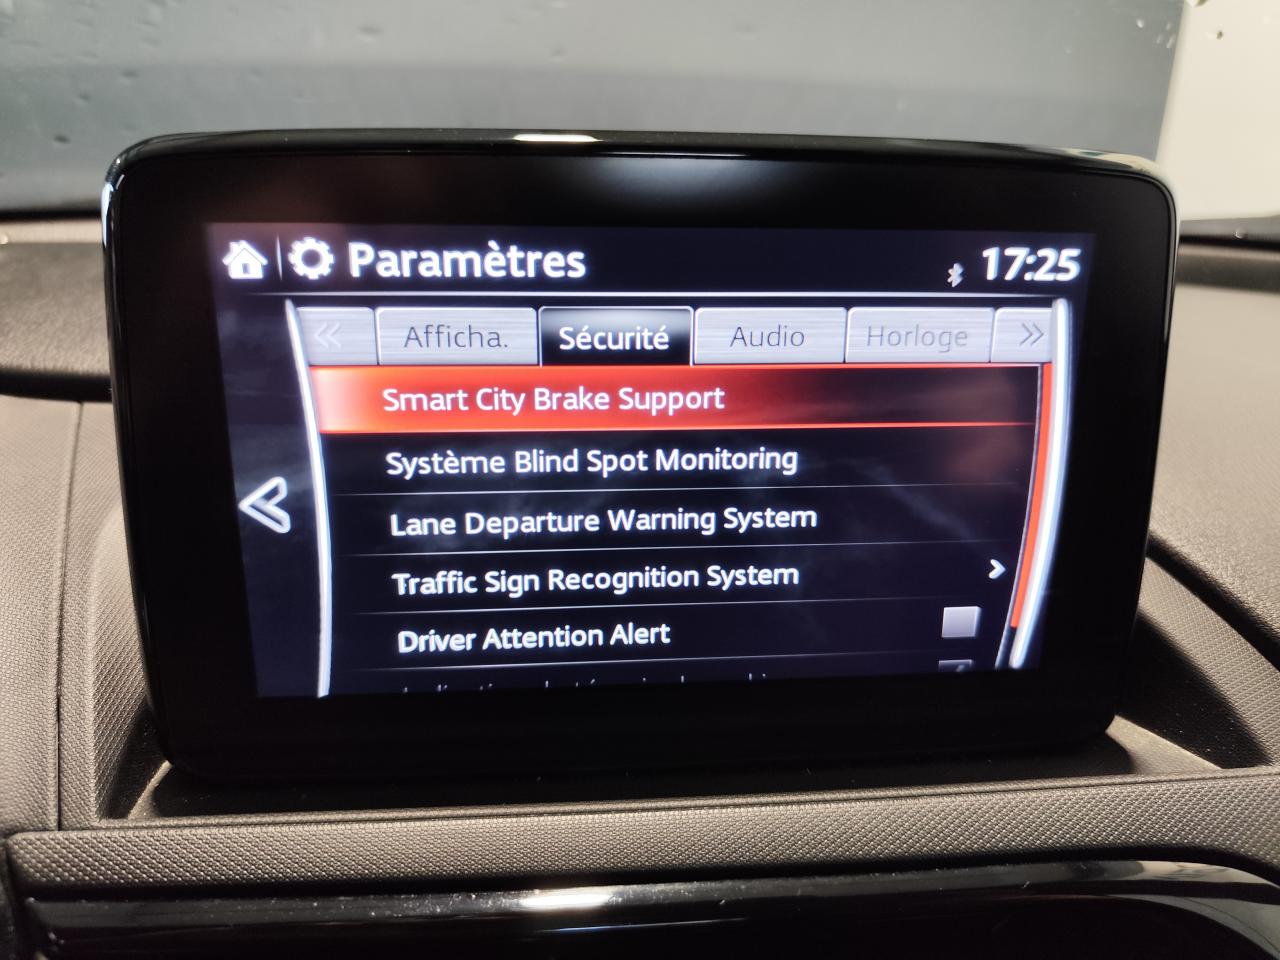 Paramètres 17:25
Afficha. Sécurité Audio Horloge
Smart City Brake Support
Système Blind Spot Monitoring
Lane Departure Warning System
Traffic Sign Recognition System
Driver Attention Alert